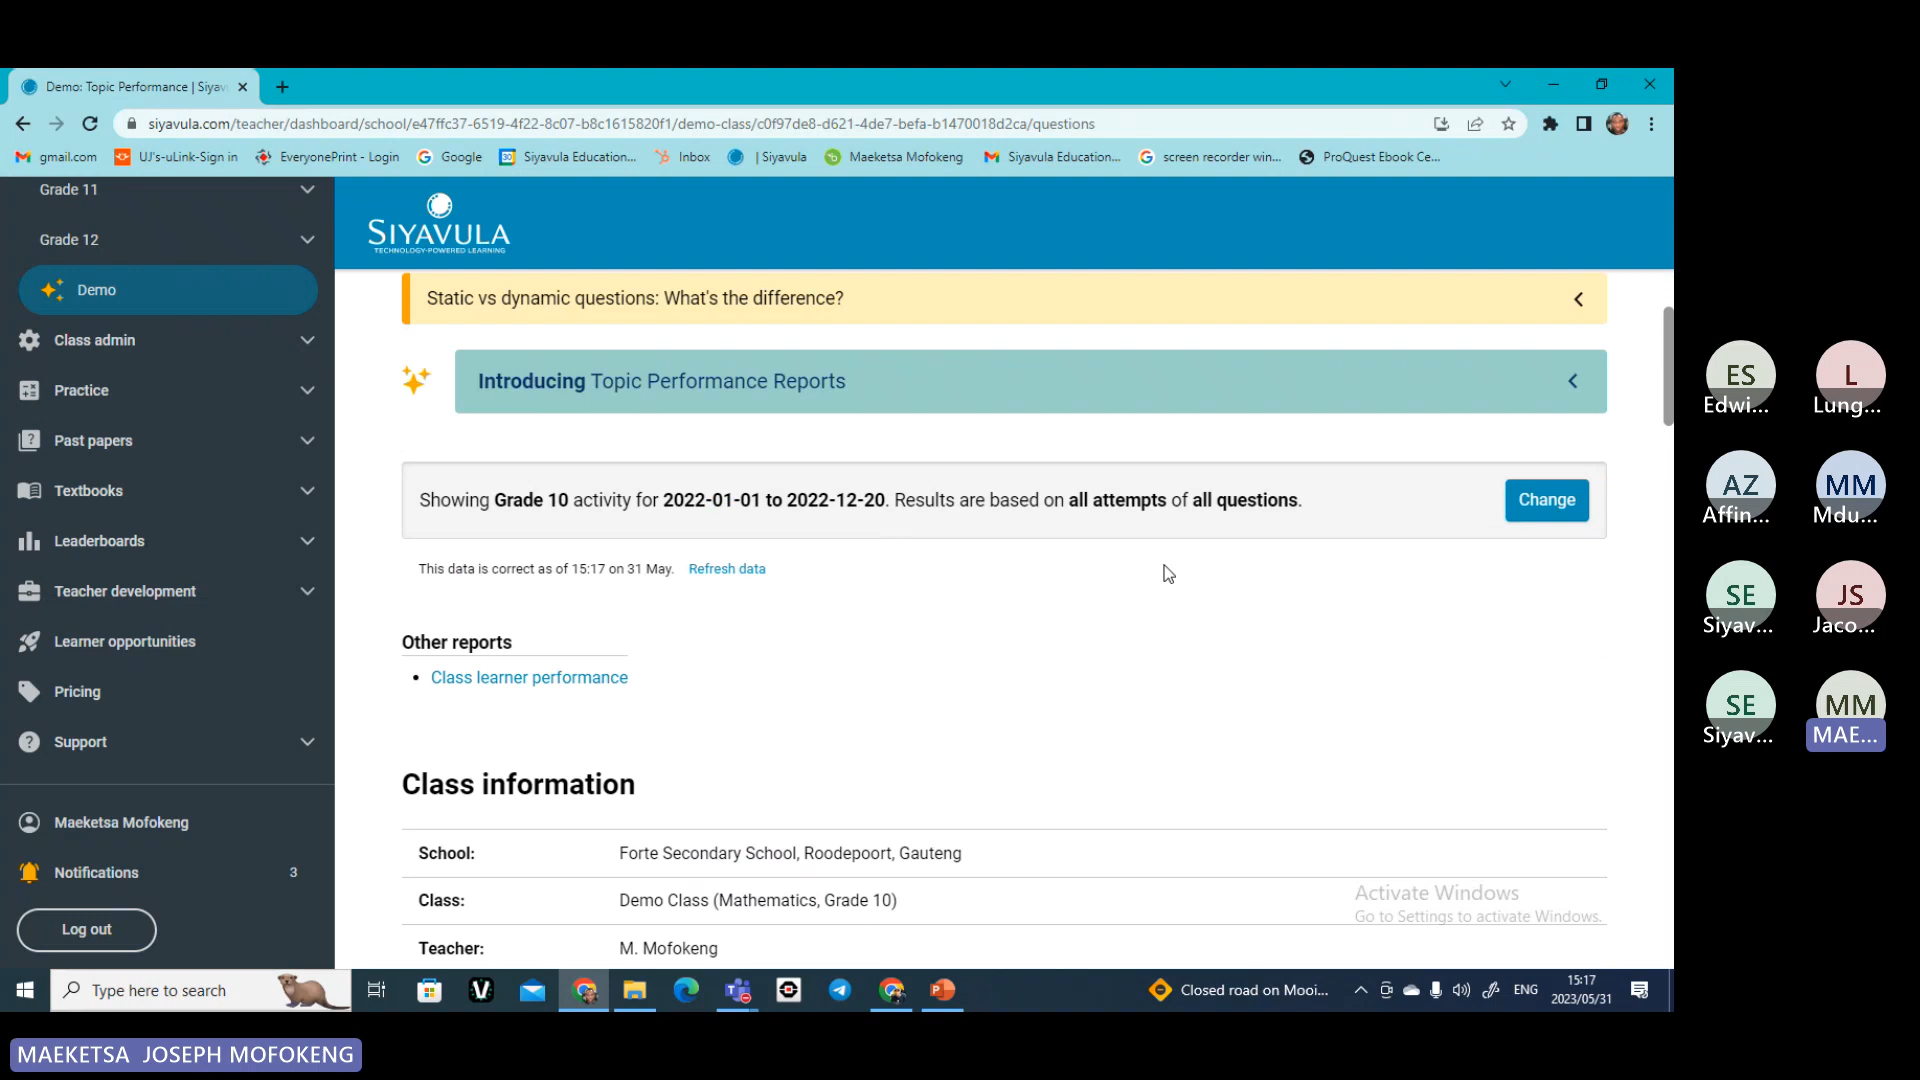 Demo: Topic Performance | Siyav
siyavula.com/teacher/dashboard/school/e47ffc37-6519-4f22-8c07-b8c1615820f1/demo-class/c0f97de8-d621-4de7-befa-b1470018d2ca/questions
gmail.com
UJ's-uLink-Sign in
EveryonePrint - Login
Google
Siyavula Education...
Inbox
| Siyavula
Maeketsa Mofokeng
Siyavula Education...
screen recorder win...
ProQuest Ebook Ce...
Grade 11
Grade 12
Demo
Class admin
Practice
Past papers
Textbooks
Leaderboards
Teacher development
Learner opportunities
Pricing
Support
Maeketsa Mofokeng
Notifications 3
Log out
SIYAVULA
TECHNOLOGY-POWERED LEARNING
Static vs dynamic questions: What's the difference?
Introducing Topic Performance Reports
Showing Grade 10 activity for 2022-01-01 to 2022-12-20. Results are based on all attempts of all questions.
Change
This data is correct as of 15:17 on 31 May. Refresh data
Other reports
• Class learner performance
Class information
School: Forte Secondary School, Roodepoort, Gauteng
Class: Demo Class (Mathematics, Grade 10)
Teacher: M. Mofokeng
Activate Windows
Go to Settings to activate Windows.
Type here to search
Closed road on Mooi...
ENG
15:17
2023/05/31
ES
Edwi...
L
Lung...
AZ
Affin...
MM
Mdu...
SE
Siyav...
JS
Jaco...
SE
Siyav...
MM
MAE...
MAEKETSA JOSEPH MOFOKENG